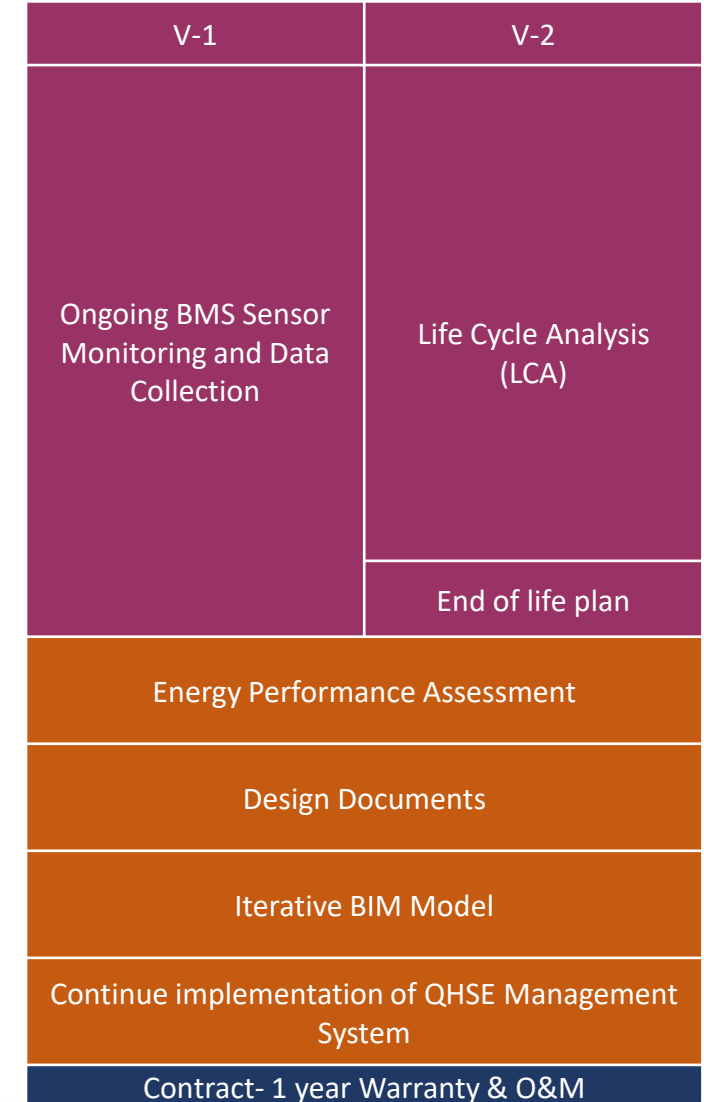 V-1
V-2
Ongoing BMS Sensor
Monitoring and Data
Collection
Life Cycle Analysis
(LCA)
End of life plan
Energy Performance Assessment
Design Documents
Iterative BIM Model
Continue implementation of QHSE Management
System
Contract- 1 year Warranty & O&M